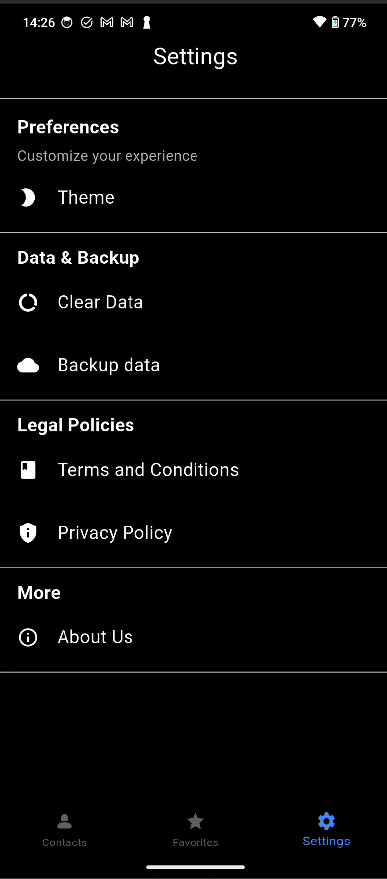 14:26 77%
Settings
Preferences
Customize your experience
Theme
Data & Backup
Clear Data
Backup data
Legal Policies
Terms and Conditions
Privacy Policy
More
About Us
Contacts Favorites Settings